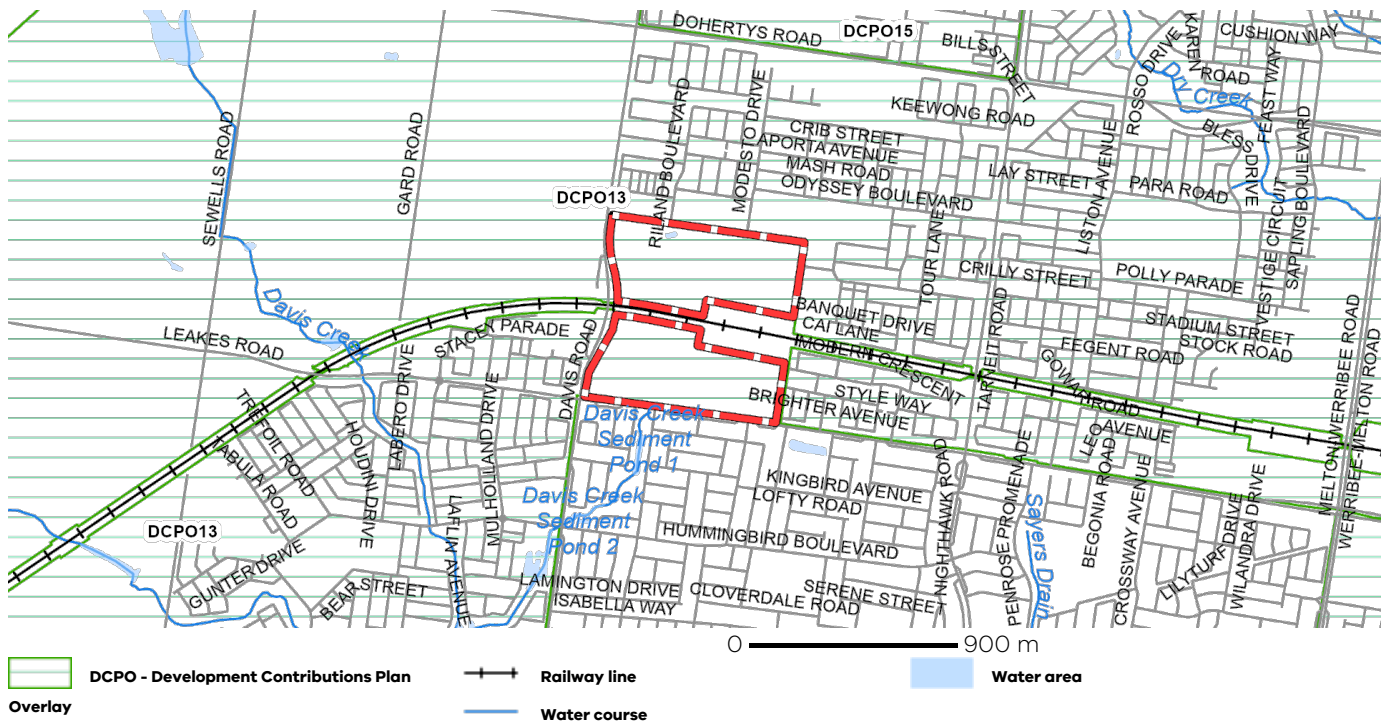 DOHERTYS ROAD
DCPO15
BILLS STREET
KAREN ROAD
CUSHION WAY
ROSSO DRIVE
Dry Creek
FEAST WAY
KEEWONG ROAD
SEWELLS ROAD
GARD ROAD
RILAND BOULEVARD
MODESTO DRIVE
CRIB STREET
APORTA AVENUE
MASH ROAD
ODYSSEY BOULEVARD
LAY STREET
LISTON AVENUE
PARA ROAD
BLESS DRIVE
SAPLING BOULEVARD
VESTIGE CIRCUIT
DCPO13
TOUR LANE
CRILLY STREET
POLLY PARADE
BANQUET DRIVE
CAI LANE
MODERN CRESCENT
TARNEIT ROAD
STADIUM STREET
STOCK ROAD
FEGENT ROAD
GOWAN ROAD
MELTON WERRIBEE ROAD
WERRIBEE-MELTON ROAD
Davis Creek
LEAKES ROAD
STACEY PARADE
DAVIS ROAD
STYLE WAY
BRIGHTER AVENUE
LEO AVENUE
TREFOIL ROAD
TABULA ROAD
HOUDINI DRIVE
LABERO DRIVE
MULHOLLAND DRIVE
LAFLIN AVENUE
Davis Creek
Sediment
Pond 1
Davis Creek
Sediment
Pond 2
KINGBIRD AVENUE
LOFTY ROAD
HUMMINGBIRD BOULEVARD
NIGHTHAWK ROAD
PENROSE PROMENADE
Sayers Drain
BEGONIA ROAD
CROSSWAY AVENUE
LILYTURF DRIVE
WILANDRA DRIVE
DCPO13
GUNTER DRIVE
BEAR STREET
LAMINGTON DRIVE
ISABELLA WAY
CLOVERDALE ROAD
SERENE STREET
0 900 m
DCPO - Development Contributions Plan
Overlay
Railway line
Water course
Water area